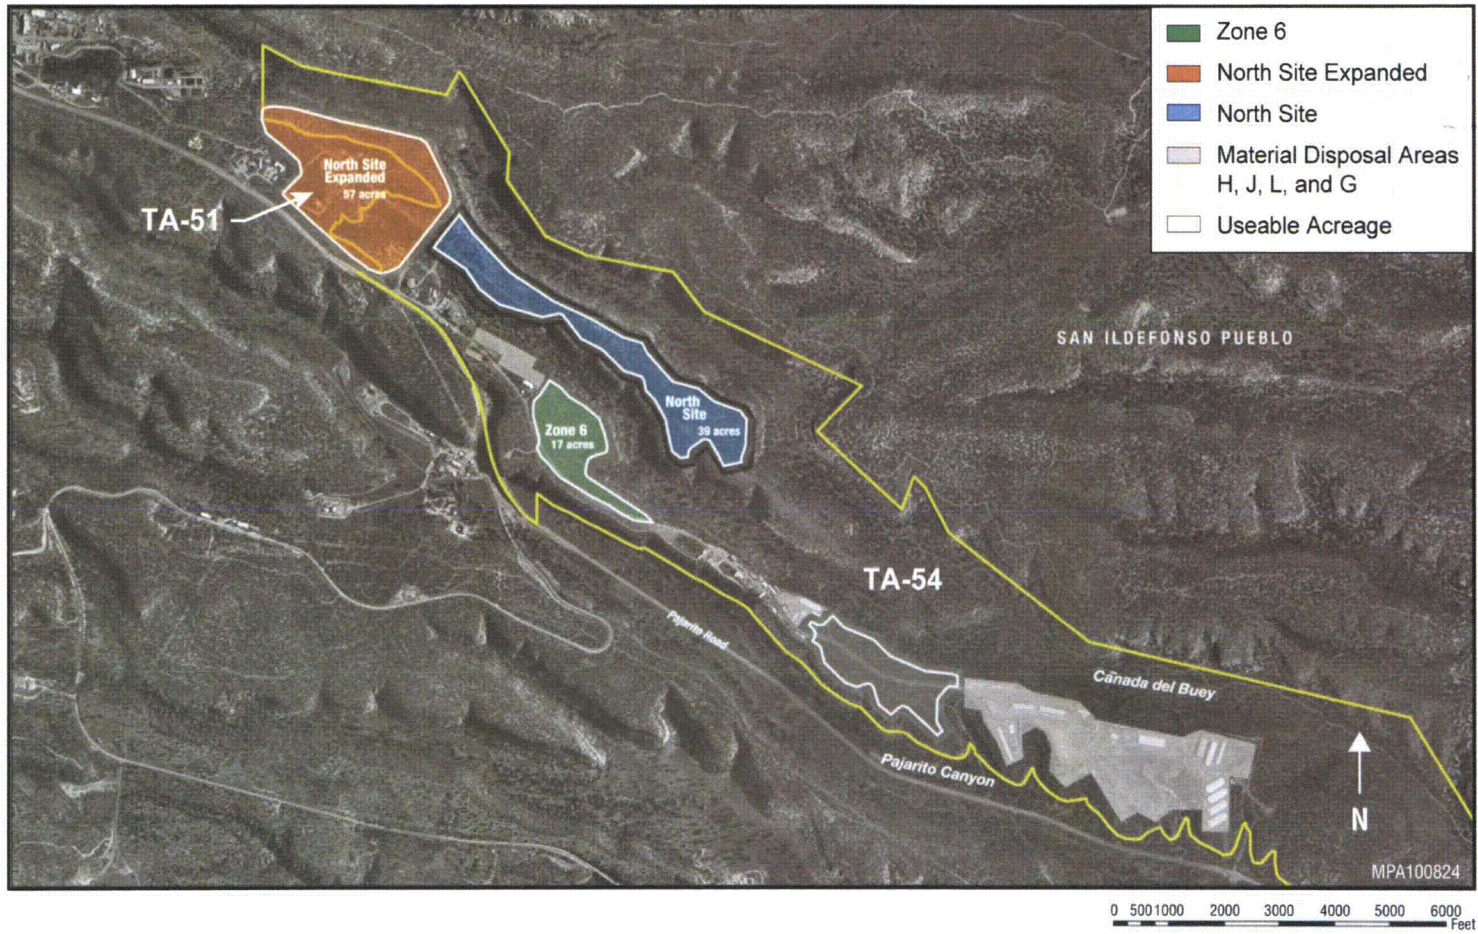 Zone 6
North Site Expanded
North Site
Material Disposal Areas
H, J, L, and G
Useable Acreage
North Site
Expanded
57 acres
TA-51
SAN ILDEFONSO PUEBLO
North
Site
39 acres
Zone 6
17 acres
TA-54
Pajarito Road
Cañada del Buey
Pajarito Canyon
N
MPA100824
0 500 1000 2000 3000 4000 5000 6000
Feet